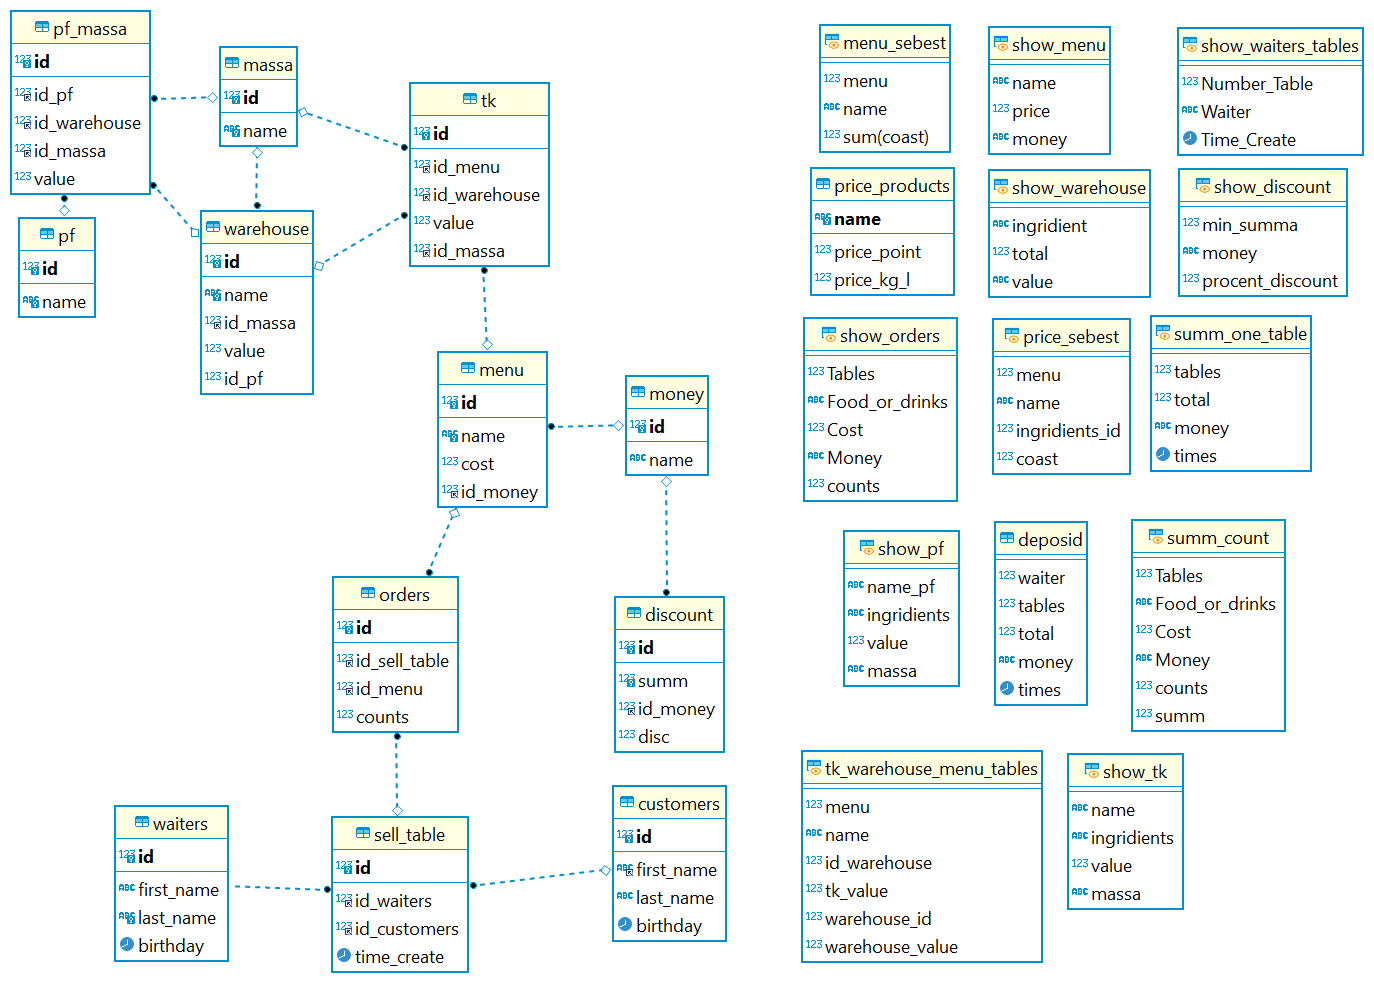 pf_massa
id
id_pf
id_warehouse
id_massa
value
massa
id
name
tk
id
id_menu
id_warehouse
value
id_massa
pf
id
name
warehouse
id
name
id_massa
value
id_pf
menu
id
name
cost
id_money
money
id
name
orders
id
id_sell_table
id_menu
counts
discount
id
summ
id_money
disc
waiters
id
first_name
last_name
birthday
sell_table
id
id_waiters
id_customers
time_create
customers
id
first_name
last_name
birthday
menu_sebest
menu
name
sum(coast)
show_menu
name
price
money
show_waiters_tables
Number_Table
Waiter
Time_Create
price_products
name
price_point
price_kg_l
show_warehouse
ingridient
total
value
show_discount
min_summa
money
procent_discount
show_orders
Tables
Food_or_drinks
Cost
Money
counts
price_sebest
menu
name
ingridients_id
coast
summ_one_table
tables
total
money
times
show_pf
name_pf
ingridients
value
massa
deposid
waiter
tables
total
money
times
summ_count
Tables
Food_or_drinks
Cost
Money
counts
summ
tk_warehouse_menu_tables
menu
name
id_warehouse
tk_value
warehouse_id
warehouse_value
show_tk
name
ingridients
value
massa